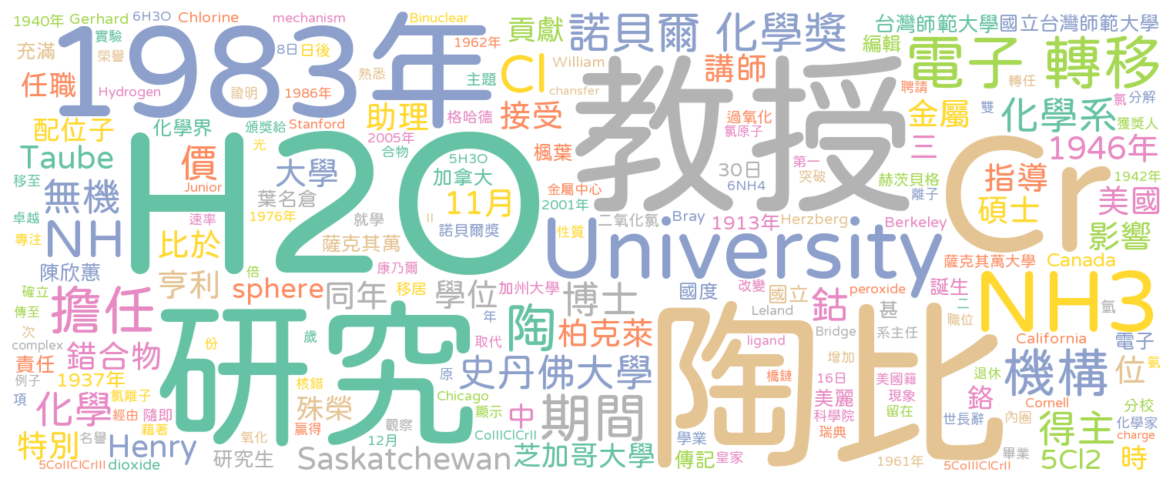 1940年 Gerhard 6H3O Chlorine mechanism Binuclear 貢獻 諾貝爾 化學獎 台灣師範大學 國立台灣師範大學
充滿 實驗 榮譽 1983年 8日 日後 1962年 William 講師 編輯 電子 轉移
任職 Hydrogen 證明 1986年 熟悉 主題 chansfer Cl 教授 聘請 轉任 氯 分解
配位子 化學界 頒獎給 Stanford 助理 格哈德 接受 過氧化 氯原子 金屬 雙 化學系 獲獎人
Taube 價 光 2005年 合物 楓葉 30日 第一 三 1946年
移至 無機 Junior 大學 5H3O 加拿大 金屬中心 6NH4 突破 赫茨貝格 離子 指導 1942年
卓越 H2O 速率 葉名倉 1976年 就學 II 11月 2001年 二氧化氯 Bray 1913年 Herzberg Berkeley Cr 碩士 美國
專注 NH 比於 薩克其萬 諾貝爾獎 性質 University 影響
陳欣蕙 亨利 倍 康乃爾 薩克其萬大學 Canada
確立 擔任 sphere 同年 移居 學位 加州大學 博士 國度 改變 國立 peroxide 鈷 誕生 NH3 氫
傳至 次 份 歲 年 取代 陶 柏克萊 Leland 甚 二 職位
complex 錯合物 研究 ligand 陶比 Bridge 系主任 California 電子
責任 1937年 原 史丹佛大學 橋鏈 增加 退休 機構 位 氨
例子 項 氯離子 核錯 Chicago 16日 美國籍 鉻 Cornell
化學 經由 隨即 殊榮 顯示 中 期間 美麗 現象 得主 分校
特別 藉著 贏得 觀察 CoIIICICrII 科學院 留在 世長辭 內圈 化學家
名譽 Henry 氧化 12月 學業 瑞典 charge
5CoIICICrIII dioxide 研究生 Saskatchewan 芝加哥大學 傳記 皇家 1961年 5CoIIICICrII 畢業 5Cl2 時